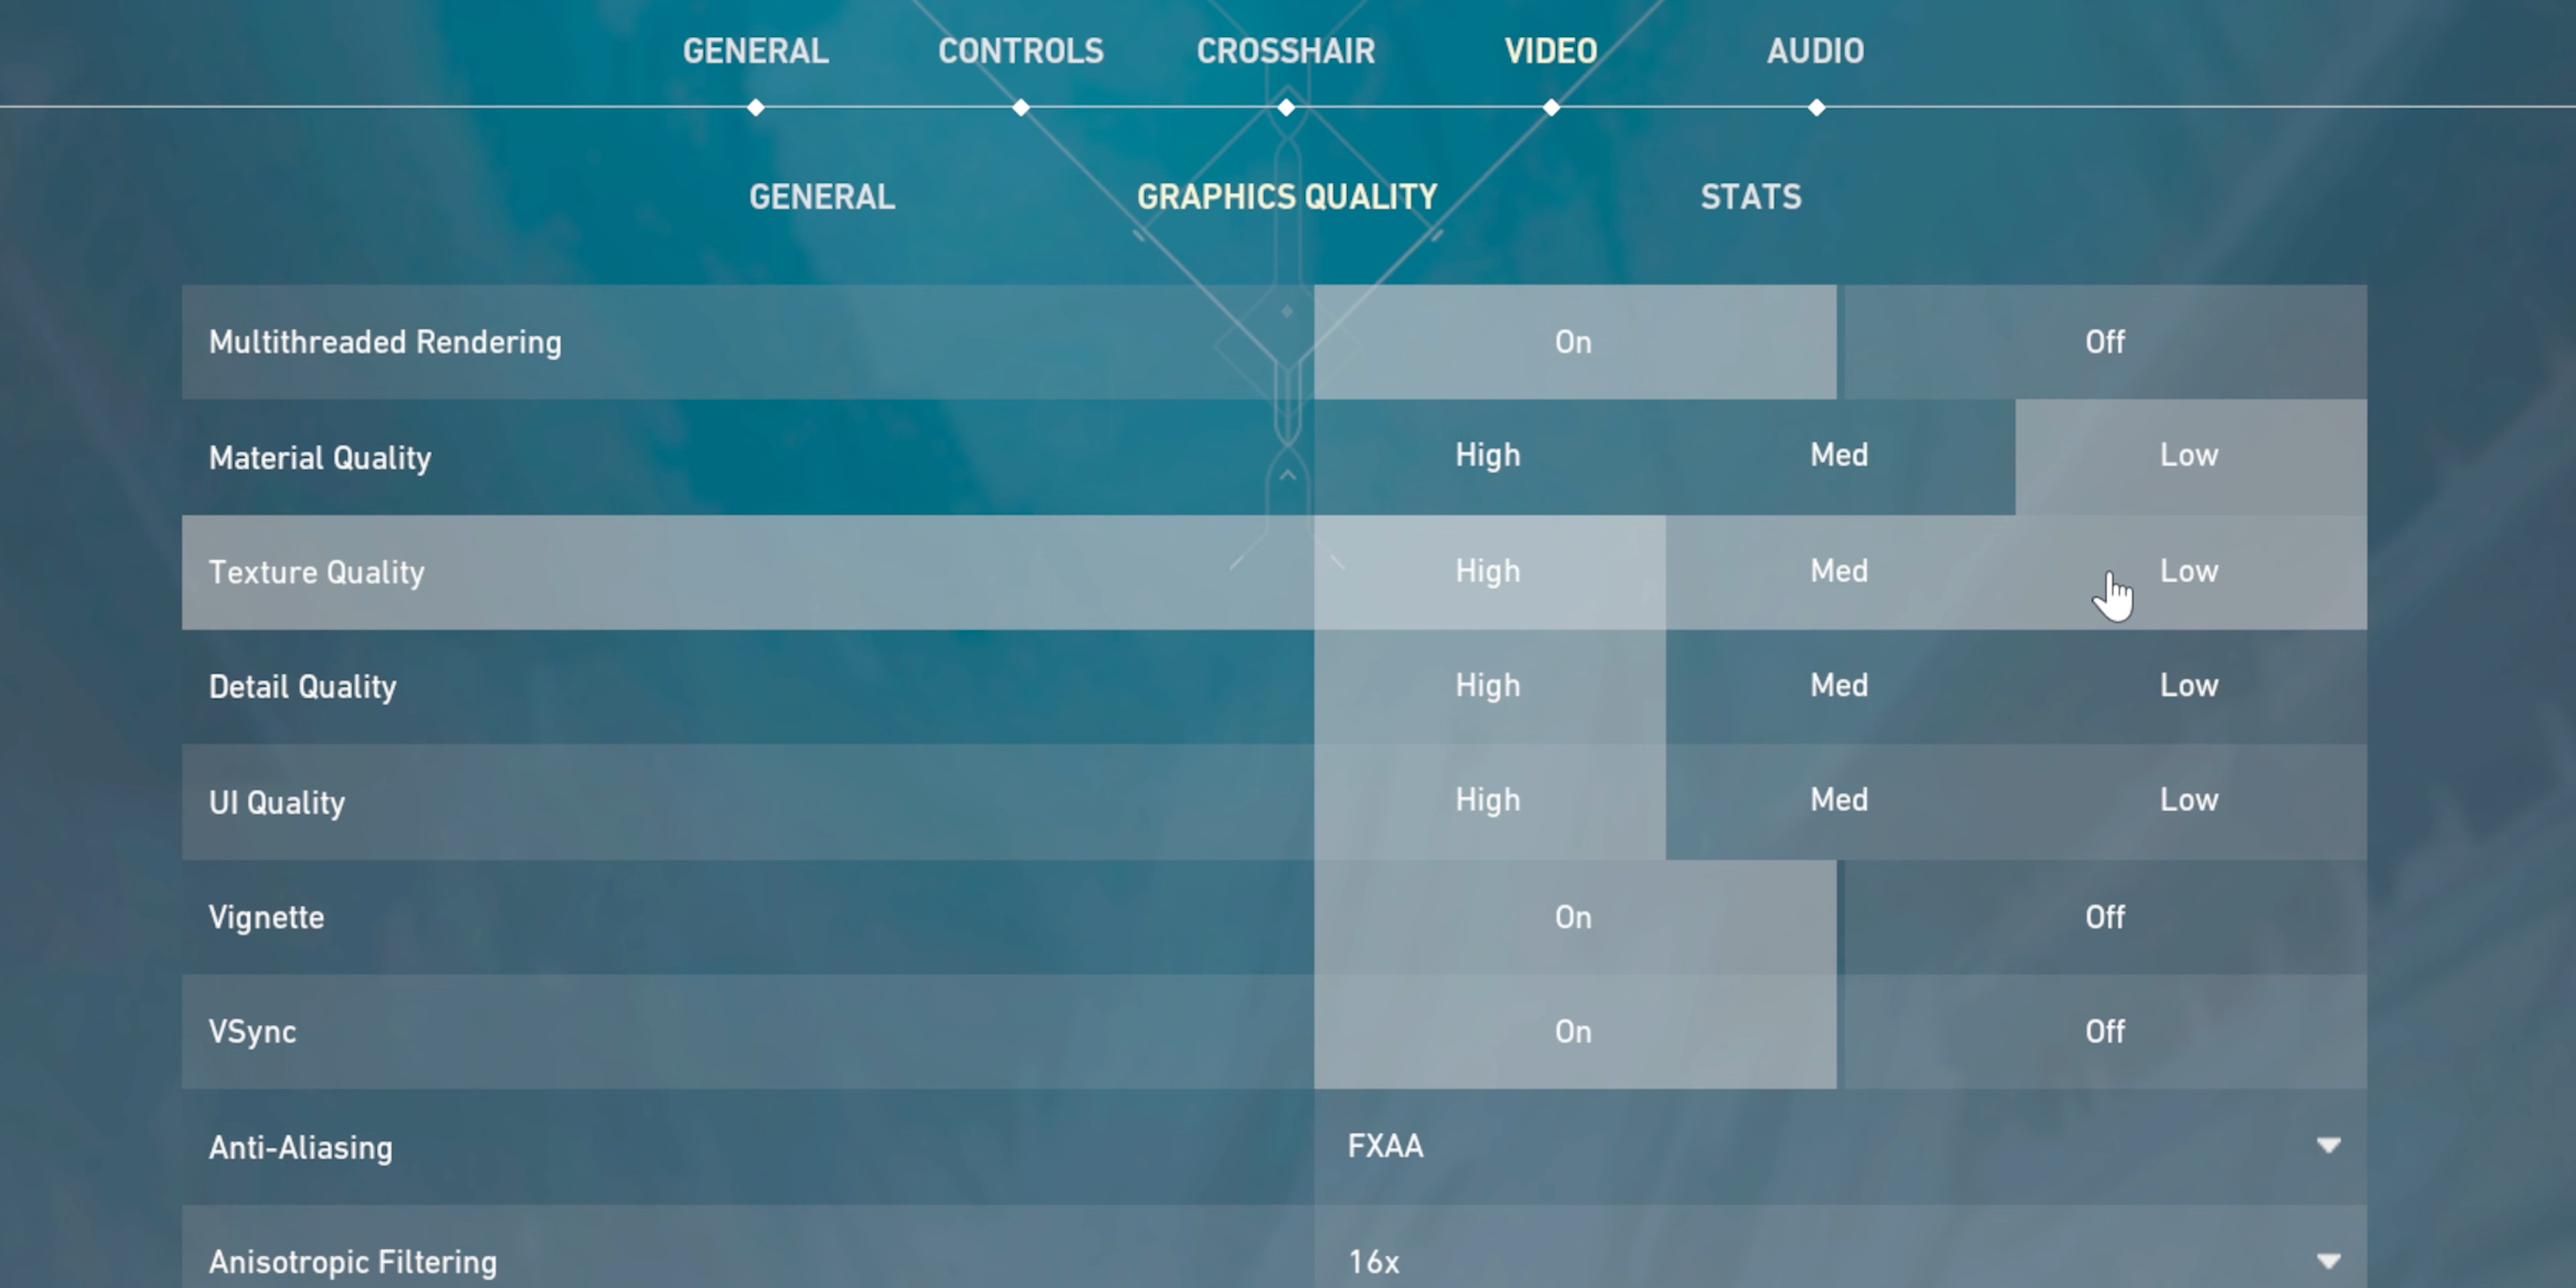 GENERAL CONTROLS CROSSHAIR VIDEO AUDIO
GENERAL GRAPHICS QUALITY STATS
Multithreaded Rendering On Off
Material Quality High Med Low
Texture Quality High Med Low
Detail Quality High Med Low
UI Quality High Med Low
Vignette On Off
VSync On Off
Anti-Aliasing FXAA
Anisotropic Filtering 16x